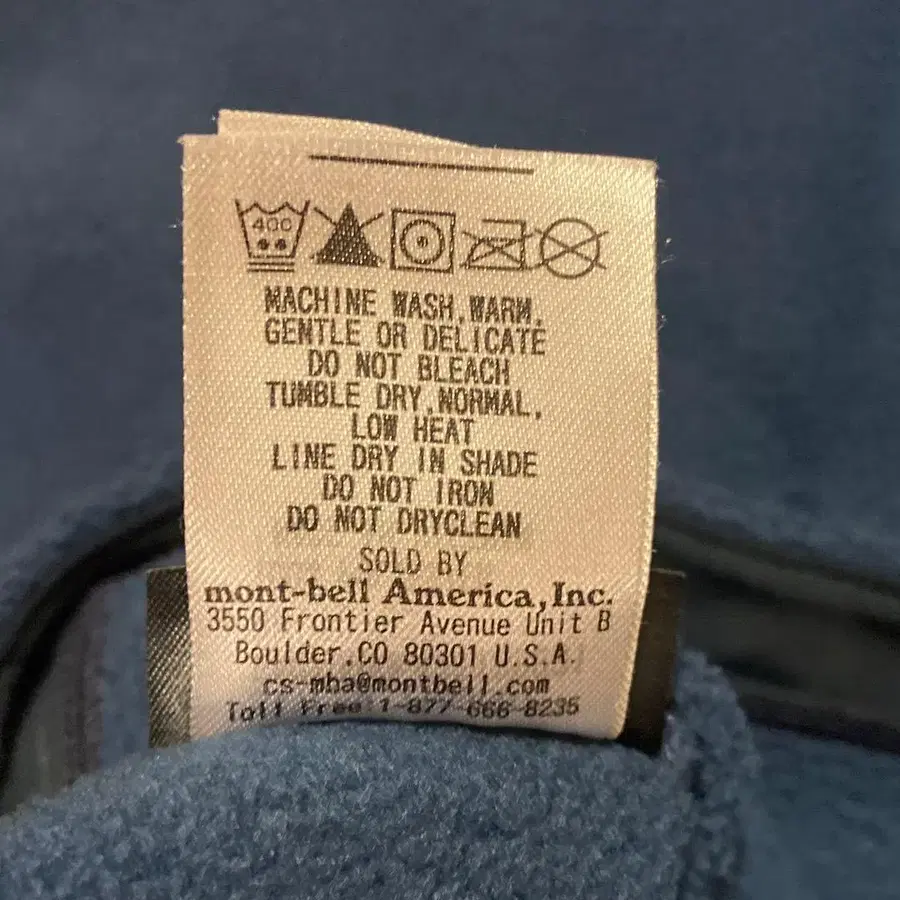 40C
MACHINE WASH,WARM,
GENTLE OR DELICATE
DO NOT BLEACH
TUMBLE DRY,NORMAL,
LOW HEAT
LINE DRY IN SHADE
DO NOT IRON
DO NOT DRYCLEAN
SOLD BY
mont-bell America,Inc.
3550 Frontier Avenue Unit B
Boulder,CO 80301 U.S.A.
cs-mba@montbell.com
Toll Free:1-877-666-8235